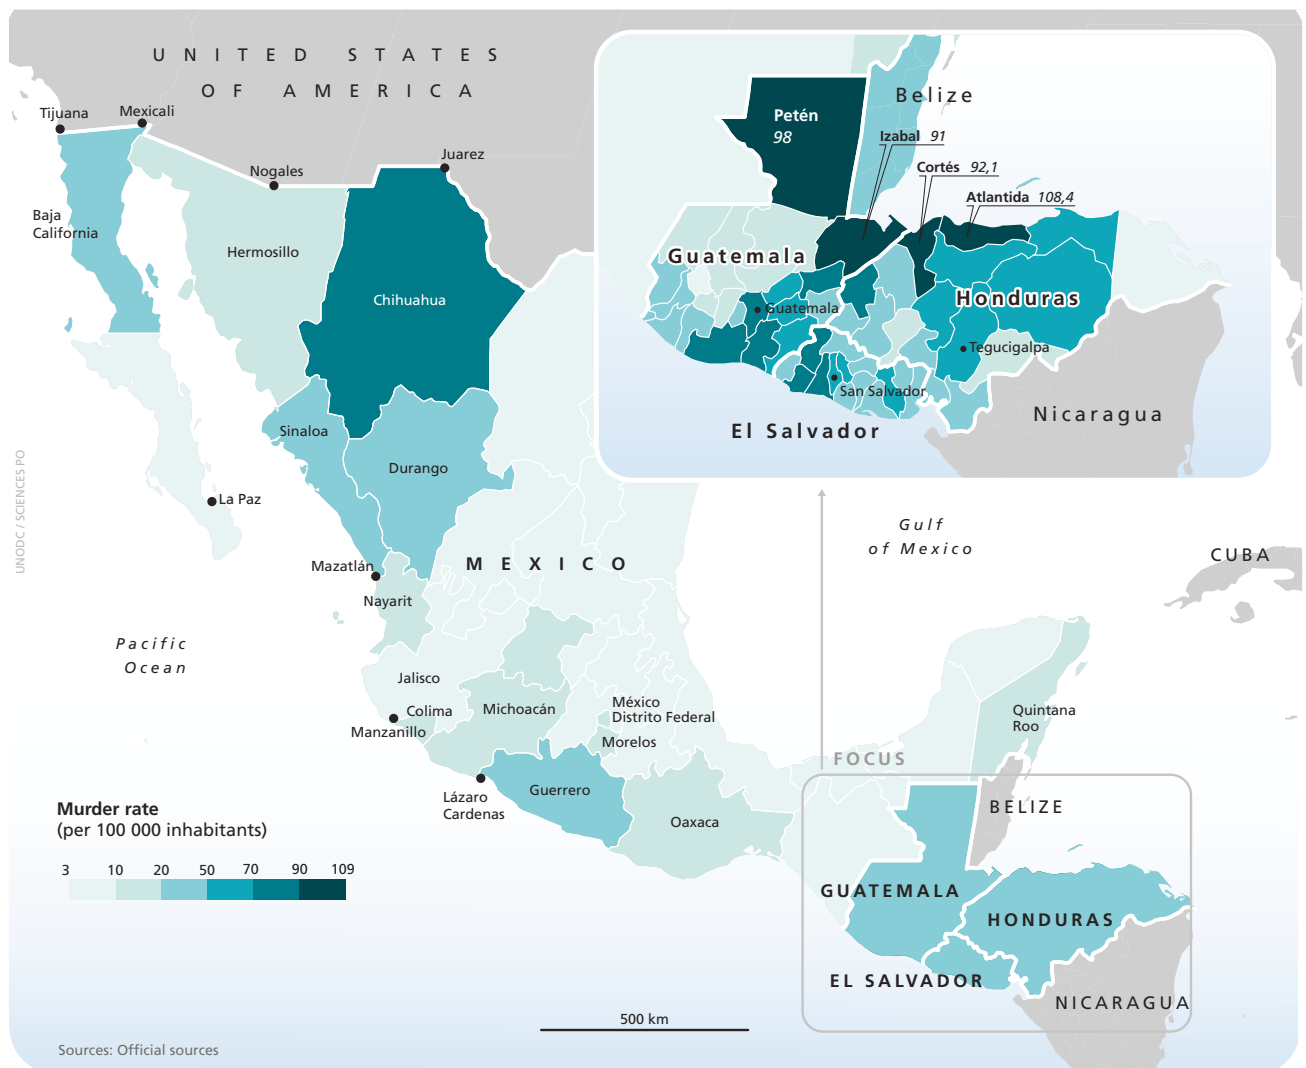 UNITED STATES
OF AMERICA
Tijuana
Mexicali
Nogales
Juarez
Baja
California
Hermosillo
Chihuahua
Sinaloa
Durango
La Paz
Mazatlán
Nayarit
MEXICO
Pacific
Ocean
Jalisco
Colima
Manzanillo
Michoacán
México
Distrito Federal
Morelos
Lázaro
Cardenas
Guerrero
Oaxaca
Gulf
of Mexico
CUBA
Quintana
Roo
FOCUS
BELIZE
GUATEMALA
HONDURAS
EL SALVADOR
NICARAGUA
Belize
Petén
98
Izabal 91
Cortés 92,1
Atlantida 108,4
Guatemala
Guatemala
Honduras
Tegucigalpa
San Salvador
El Salvador
Nicaragua
Murder rate
(per 100 000 inhabitants)
3 10 20 50 70 90 109
500 km
Sources: Official sources
UNODC / SCIENCES PO